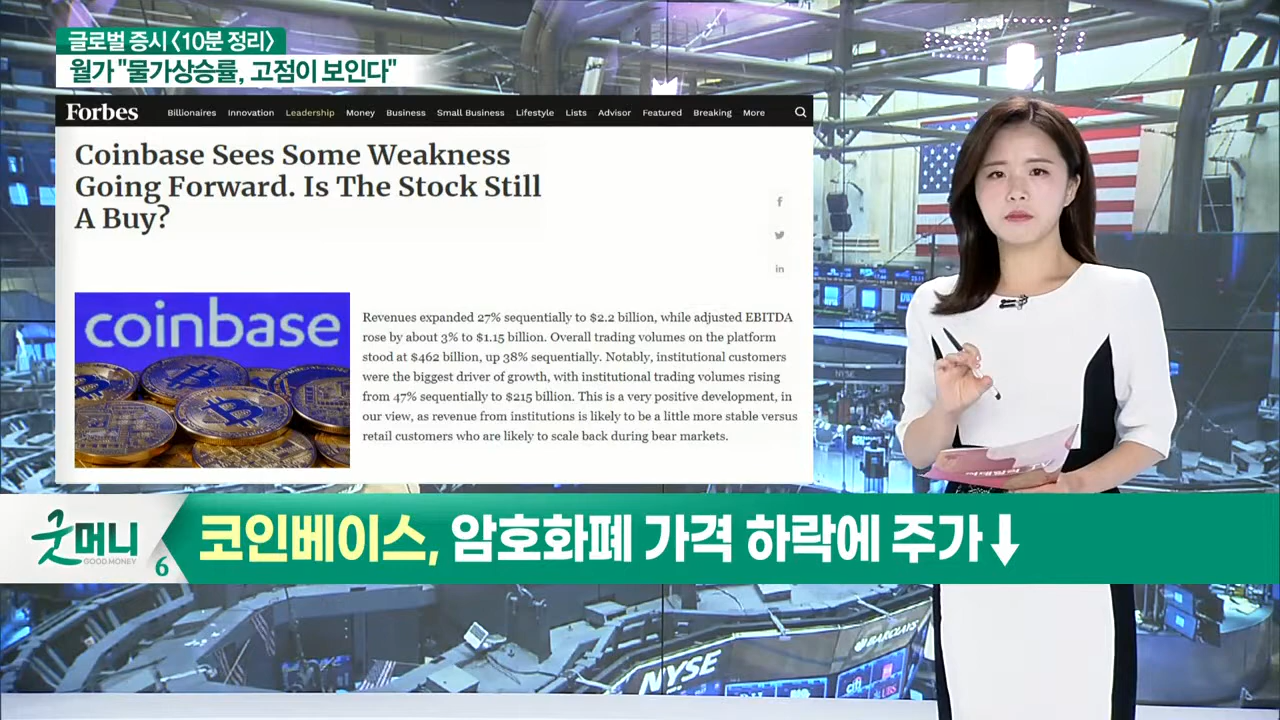 글로벌 증시 <10분 정리>
월가 "물가상승률, 고점이 보인다"
Forbes
Billionaires Innovation Leadership Money Business Small Business Lifestyle Lists Advisor Featured Breaking More
Coinbase Sees Some Weakness
Going Forward. Is The Stock Still
A Buy?
coinbase
Revenues expanded 27% sequentially to $2.2 billion, while adjusted EBITDA
rose by about 3% to $1.15 billion. Overall trading volumes on the platform
stood at $462 billion, up 38% sequentially. Notably, institutional customers
were the biggest driver of growth, with institutional trading volumes rising
from 47% sequentially to $215 billion. This is a very positive development, in
our view, as revenue from institutions is likely to be a little more stable versus
retail customers who are likely to scale back during bear markets.
굿머니
GOOD MONEY
6
코인베이스, 암호화폐 가격 하락에 주가↓
NYSE
BARCLAYS
citi
UBS
NYSE